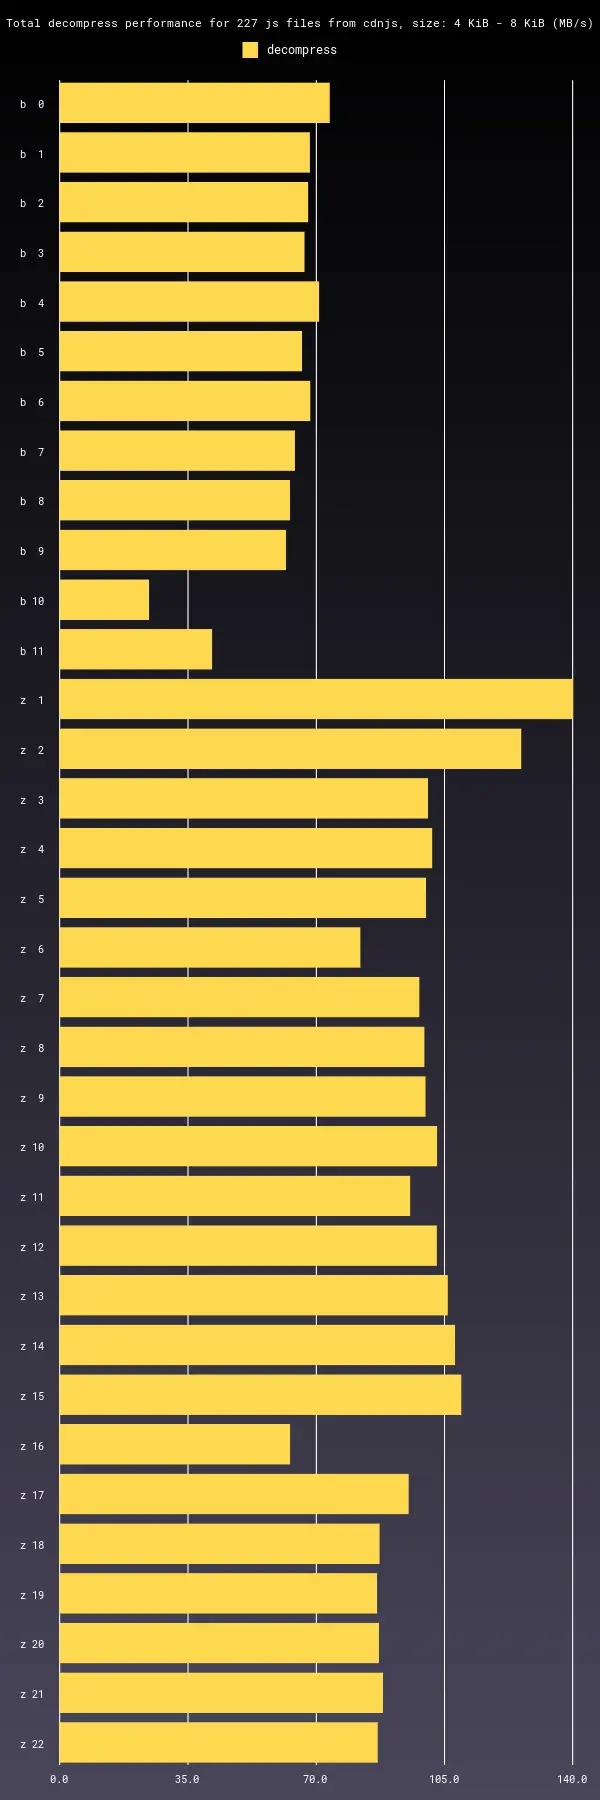 Total decompress performance for 227 js files from cdnjs, size: 4 KiB - 8 KiB (MB/s)
decompress
b 0
b 1
b 2
b 3
b 4
b 5
b 6
b 7
b 8
b 9
b 10
b 11
z 1
z 2
z 3
z 4
z 5
z 6
z 7
z 8
z 9
z 10
z 11
z 12
z 13
z 14
z 15
z 16
z 17
z 18
z 19
z 20
z 21
z 22
0.0 35.0 70.0 105.0 140.0